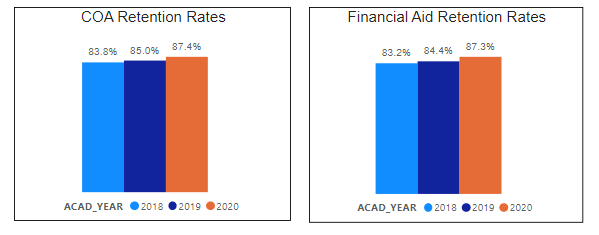 COA Retention Rates
83.8% 85.0% 87.4%
ACAD_YEAR 2018 2019 2020
Financial Aid Retention Rates
83.2% 84.4% 87.3%
ACAD_YEAR 2018 2019 2020